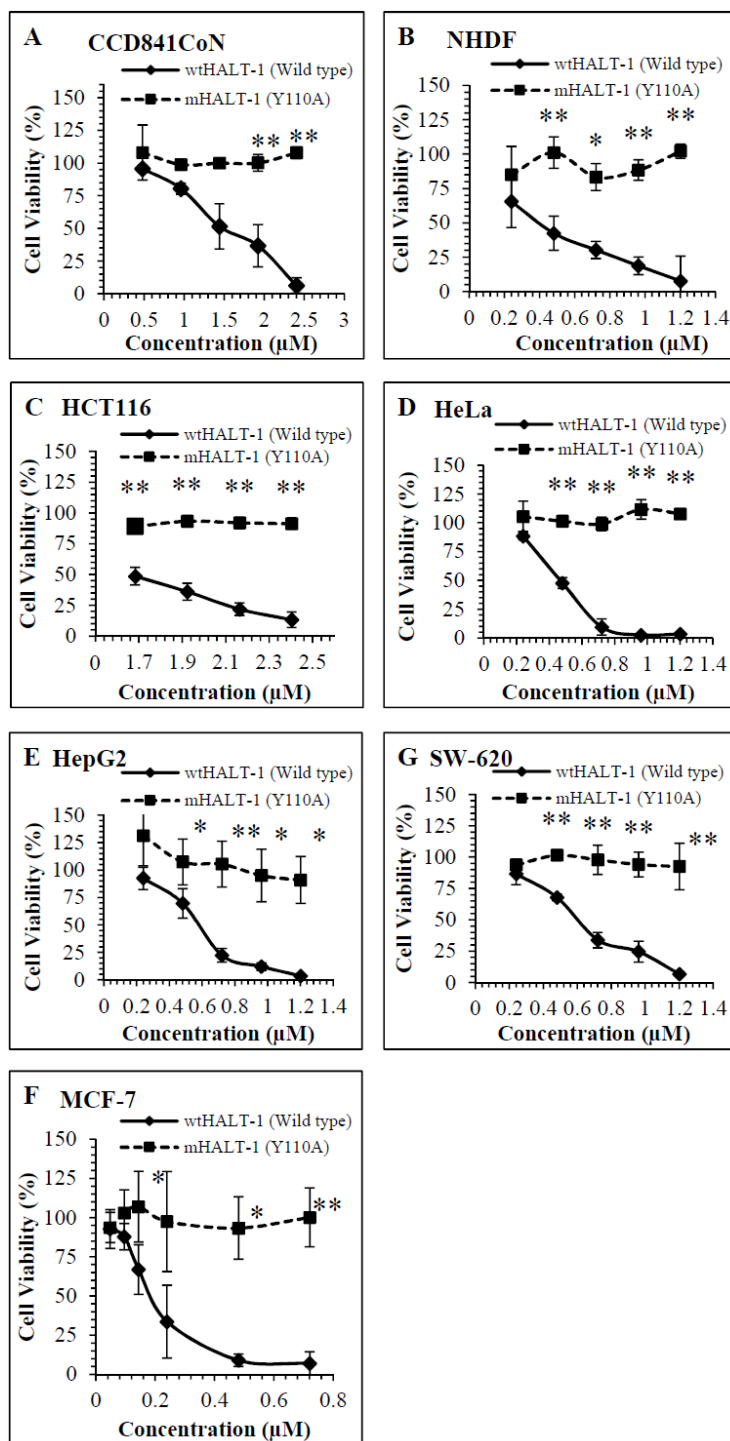 A CCD841CoN
wtHALT-1 (Wild type)
mHALT-1 (Y110A)
Cell Viability (%)
150
125
100
75
50
25
0
** **
0 0.5 1 1.5 2 2.5 3
Concentration (µM)
B NHDF
wtHALT-1 (Wild type)
mHALT-1 (Y110A)
Cell Viability (%)
150
125
100
75
50
25
0
** * ** **
0 0.2 0.4 0.6 0.8 1 1.2 1.4
Concentration (µM)
C HCT116
wtHALT-1 (Wild type)
mHALT-1 (Y110A)
Cell Viability (%)
150
125
100
75
50
25
0
** ** ** **
0 1.7 1.9 2.1 2.3 2.5
Concentration (µM)
D HeLa
wtHALT-1 (Wild type)
mHALT-1 (Y110A)
Cell Viability (%)
150
125
100
75
50
25
0
** ** ** **
0 0.2 0.4 0.6 0.8 1 1.2 1.4
Concentration (µM)
E HepG2
wtHALT-1 (Wild type)
mHALT-1 (Y110A)
Cell Viability (%)
150
125
100
75
50
25
0
* ** * *
0 0.2 0.4 0.6 0.8 1 1.2 1.4
Concentration (µM)
G SW-620
wtHALT-1 (Wild type)
mHALT-1 (Y110A)
Cell Viability (%)
150
125
100
75
50
25
0
** ** ** **
0 0.2 0.4 0.6 0.8 1 1.2 1.4
Concentration (µM)
F MCF-7
wtHALT-1 (Wild type)
mHALT-1 (Y110A)
Cell Viability (%)
150
125
100
75
50
25
0
* * **
0 0.2 0.4 0.6 0.8
Concentration (µM)